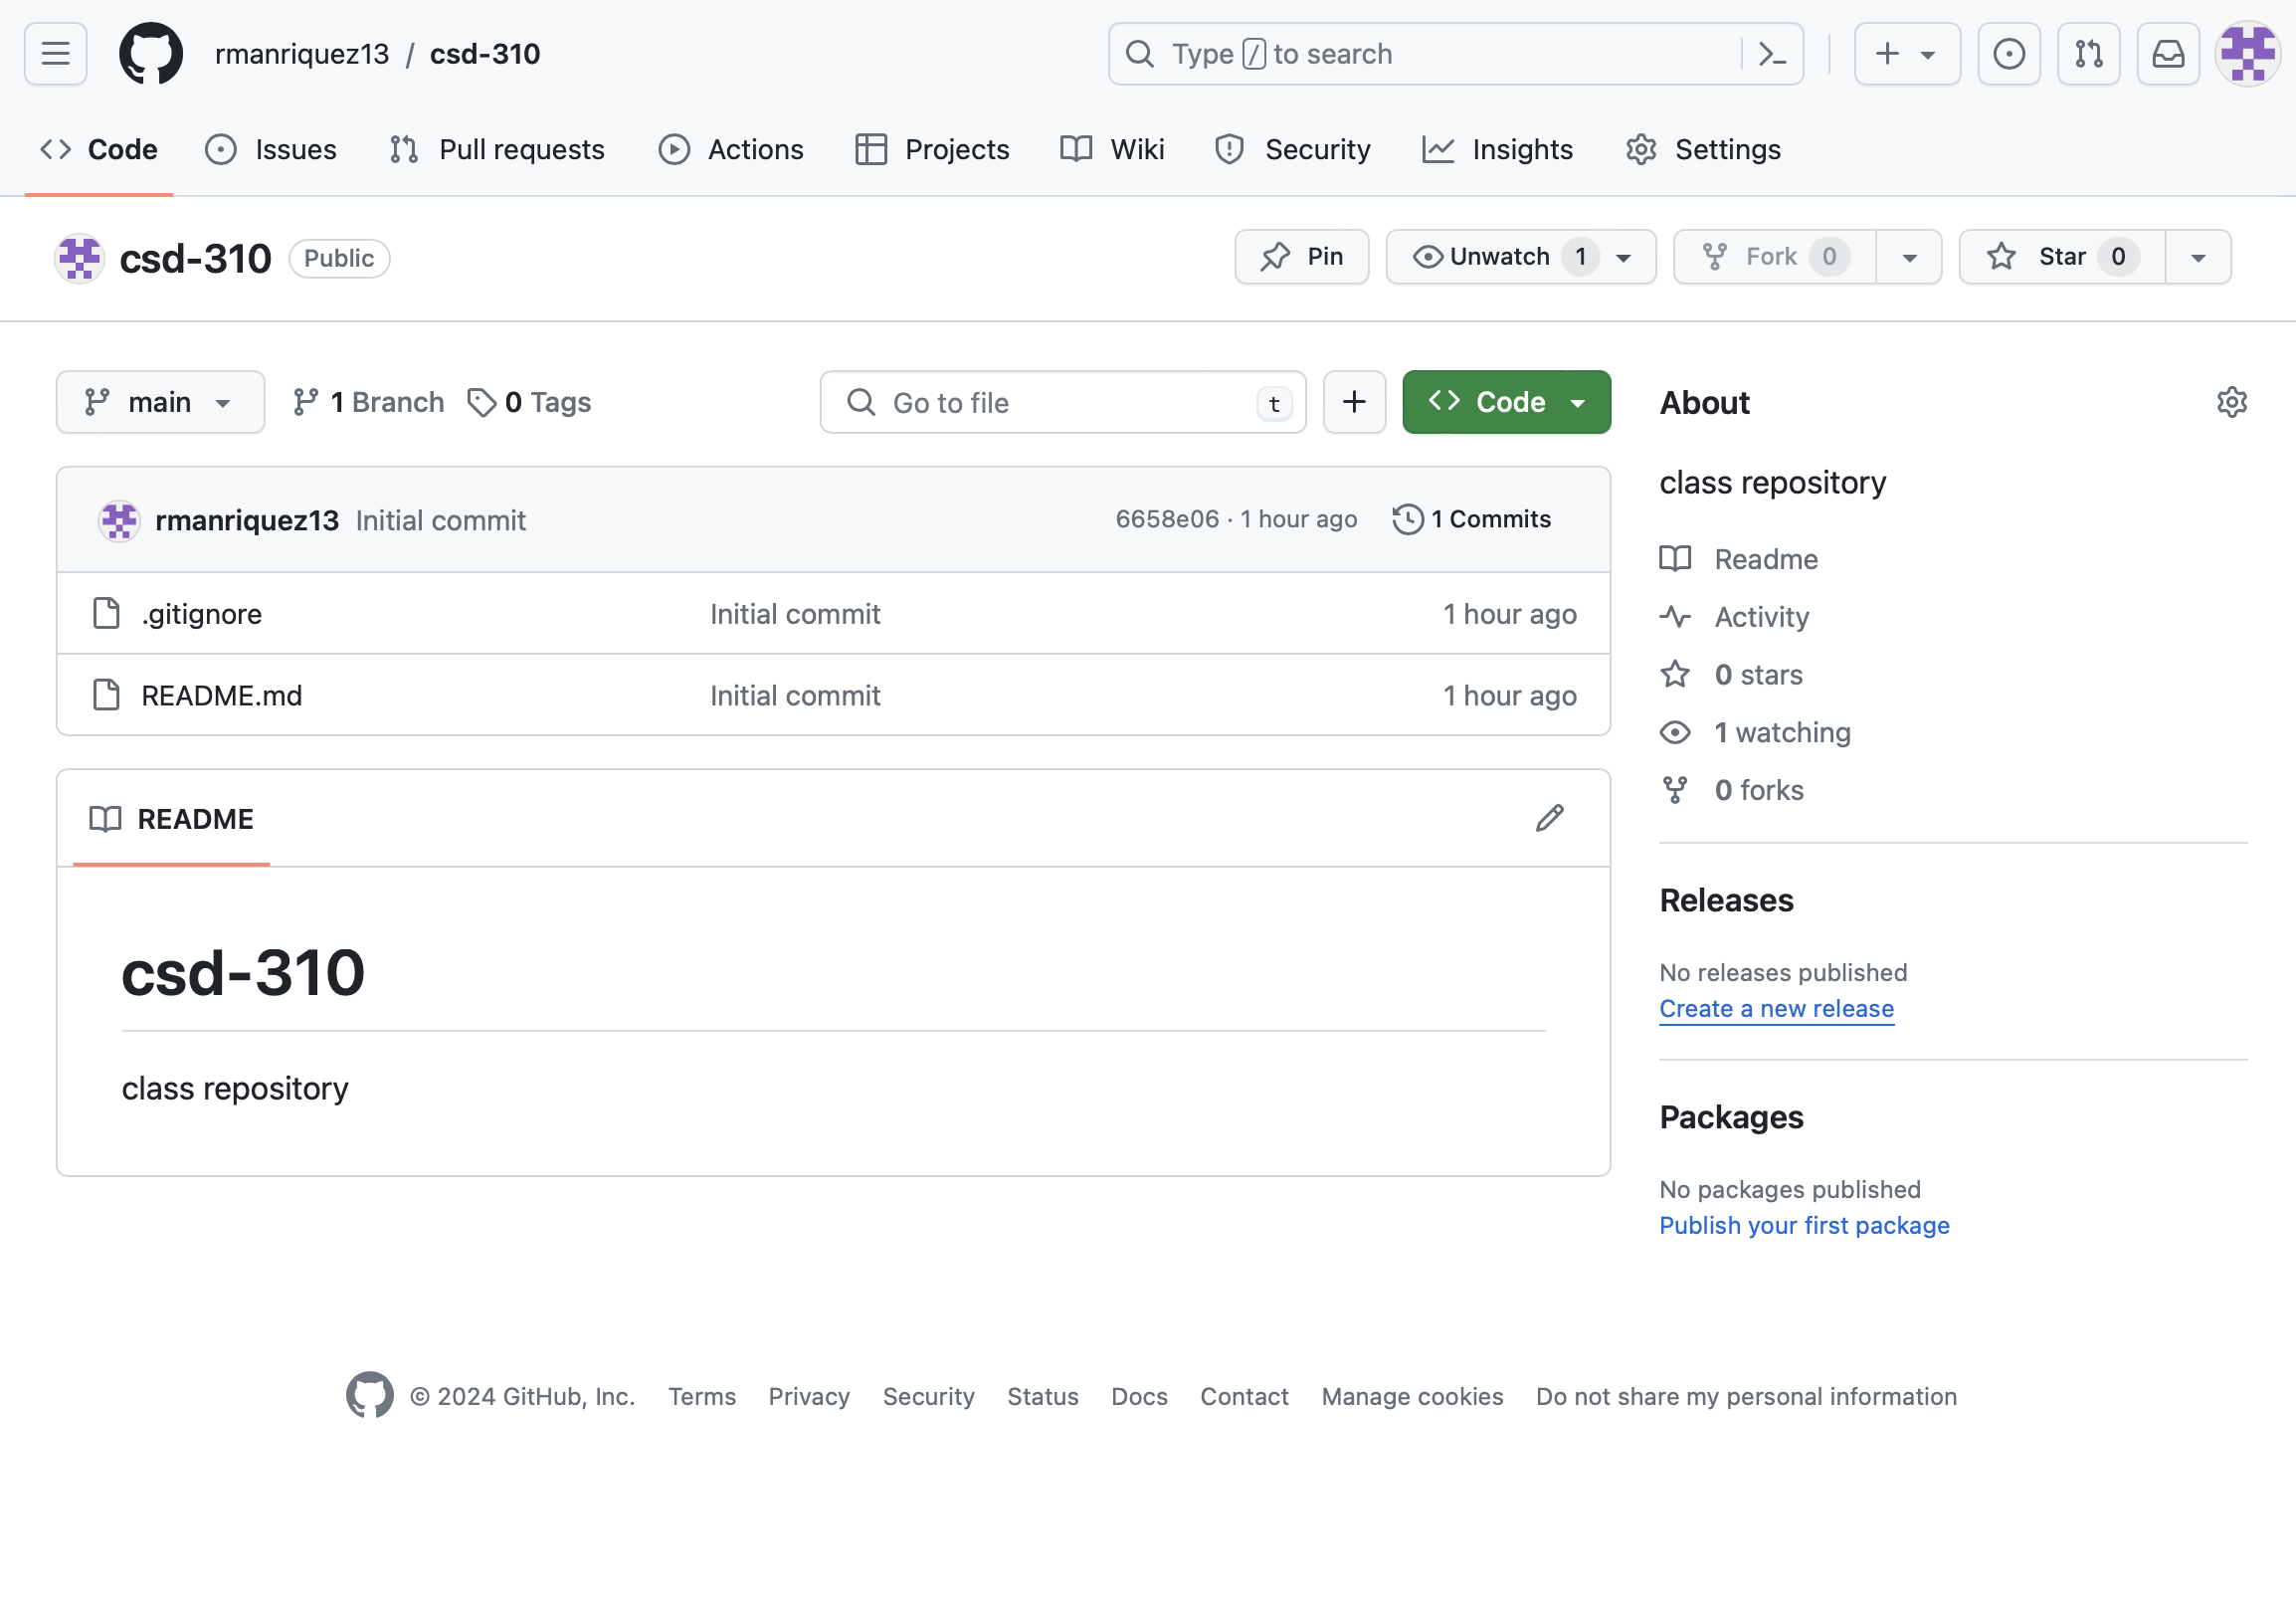 rmanriquez13 / csd-310
Type / to search
Code Issues Pull requests Actions Projects Wiki Security Insights Settings
csd-310 Public
Pin Unwatch 1 Fork 0 Star 0
main 1 Branch 0 Tags
Go to file t
Code
rmanriquez13 Initial commit 6658e06 · 1 hour ago 1 Commits
.gitignore Initial commit 1 hour ago
README.md Initial commit 1 hour ago
README
csd-310
class repository
About
class repository
Readme
Activity
0 stars
1 watching
0 forks
Releases
No releases published
Create a new release
Packages
No packages published
Publish your first package
© 2024 GitHub, Inc. Terms Privacy Security Status Docs Contact Manage cookies Do not share my personal information